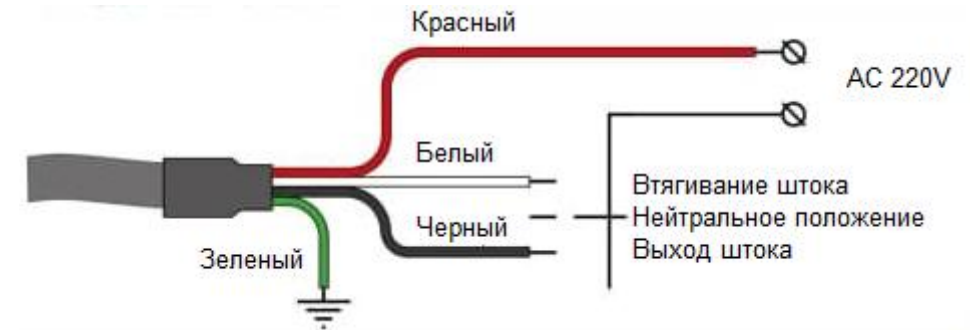 Красный
AC 220V
Белый
Втягивание штока
Нейтральное положение
Черный
Выход штока
Зеленый